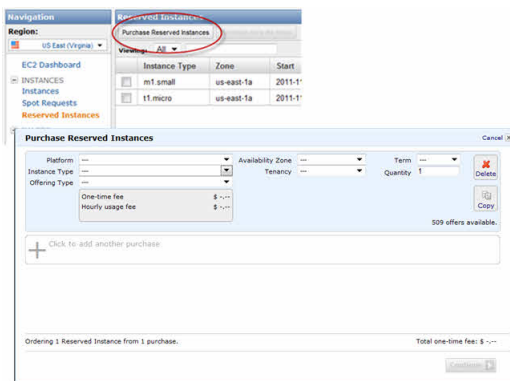 Navigation
Region:
US East (Virginia)
EC2 Dashboard
INSTANCES
Instances
Spot Requests
Reserved Instances
Reserved Instances
Purchase Reserved Instances
Viewing: All
Instance Type Zone Start
m1.small us-east-1a 2011-11
t1.micro us-east-1a 2011-11
Purchase Reserved Instances Cancel X
Platform --- Availability Zone --- Term ---
Instance Type --- Tenancy --- Quantity 1
Offering Type ---
One-time fee $ -.--
Hourly usage fee $ -.--
Delete
Copy
509 offers available.
Click to add another purchase
Ordering 1 Reserved Instance from 1 purchase. Total one-time fee: $ -.--
Continue